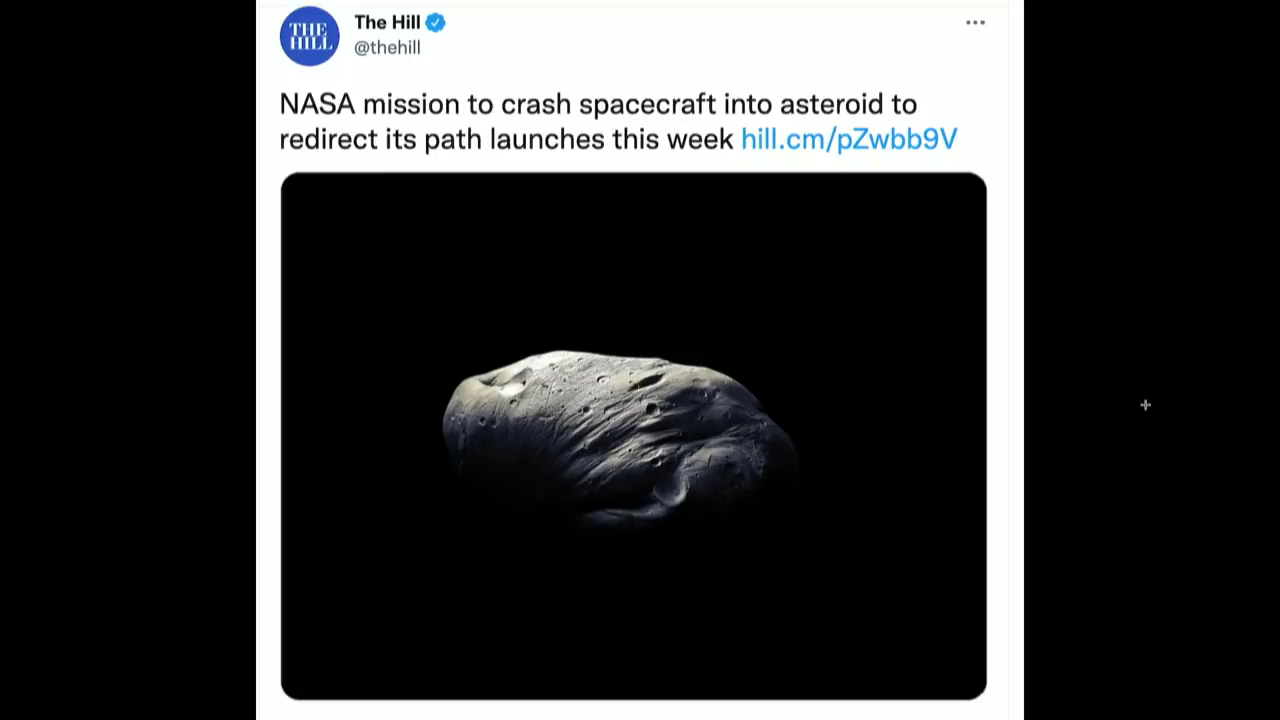 THE
HILL
The Hill
@thehill
NASA mission to crash spacecraft into asteroid to
redirect its path launches this week hill.cm/pZwbb9V